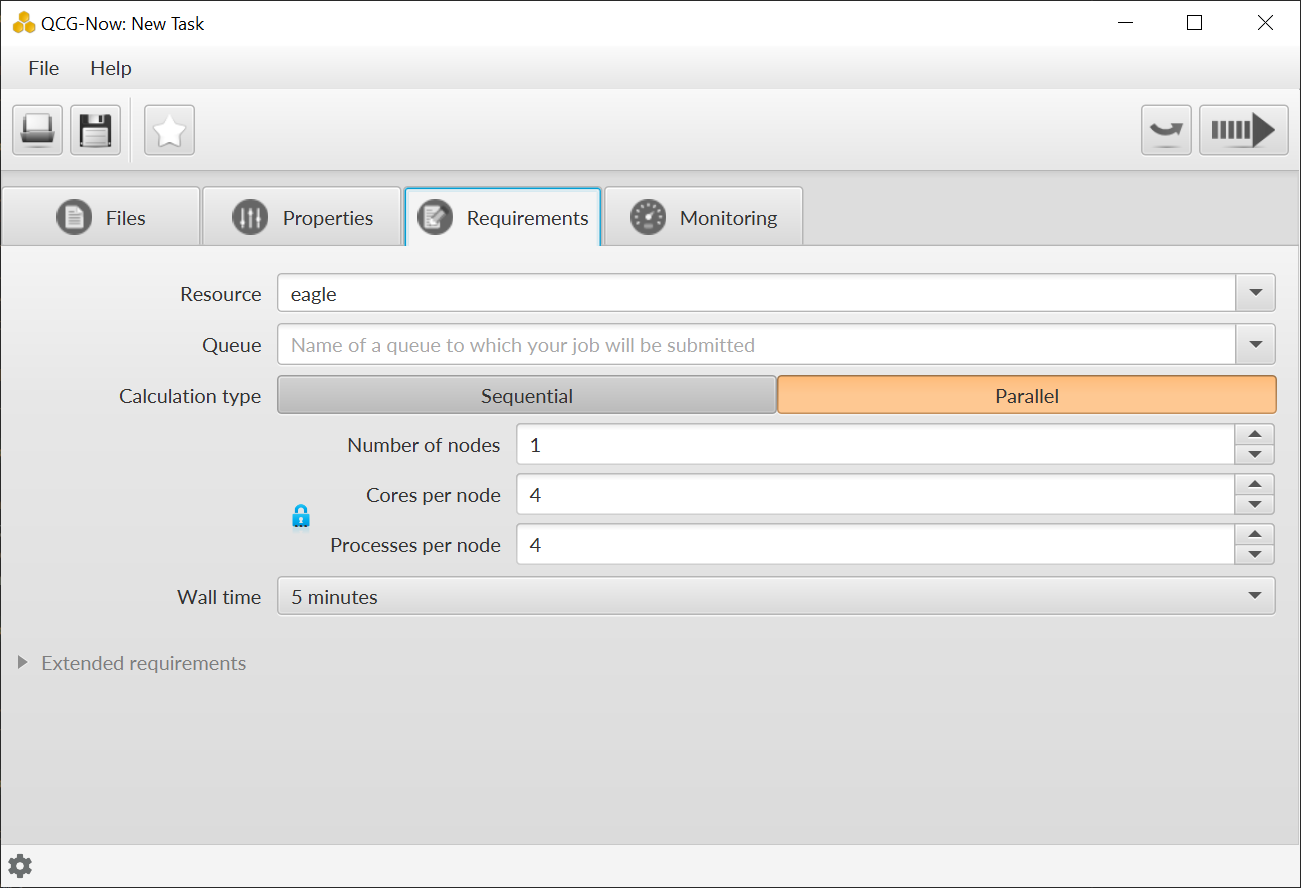 QCG-Now: New Task
File Help
Files Properties Requirements Monitoring
Resource eagle
Queue Name of a queue to which your job will be submitted
Calculation type Sequential Parallel
Number of nodes 1
Cores per node 4
Processes per node 4
Wall time 5 minutes
Extended requirements